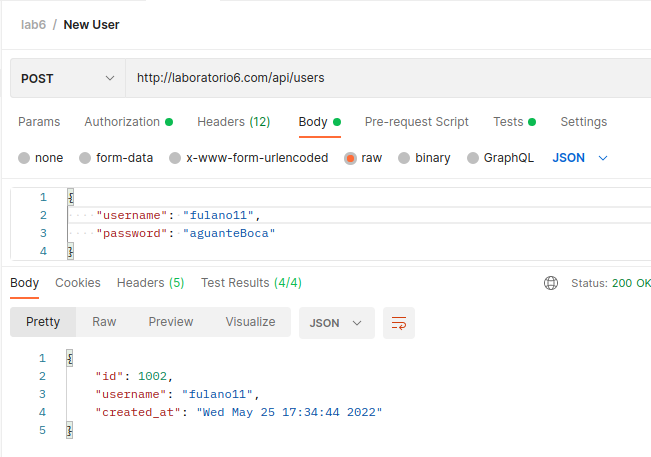 lab6 / New User
POST http://laboratorio6.com/api/users
Params Authorization Headers (12) Body Pre-request Script Tests Settings
none form-data x-www-form-urlencoded raw binary GraphQL JSON
1 {
2 "username": "fulano11",
3 "password": "aguanteBoca"
4 }
Body Cookies Headers (5) Test Results (4/4) Status: 200 OK
Pretty Raw Preview Visualize JSON
1 {
2 "id": 1002,
3 "username": "fulano11",
4 "created_at": "Wed May 25 17:34:44 2022"
5 }